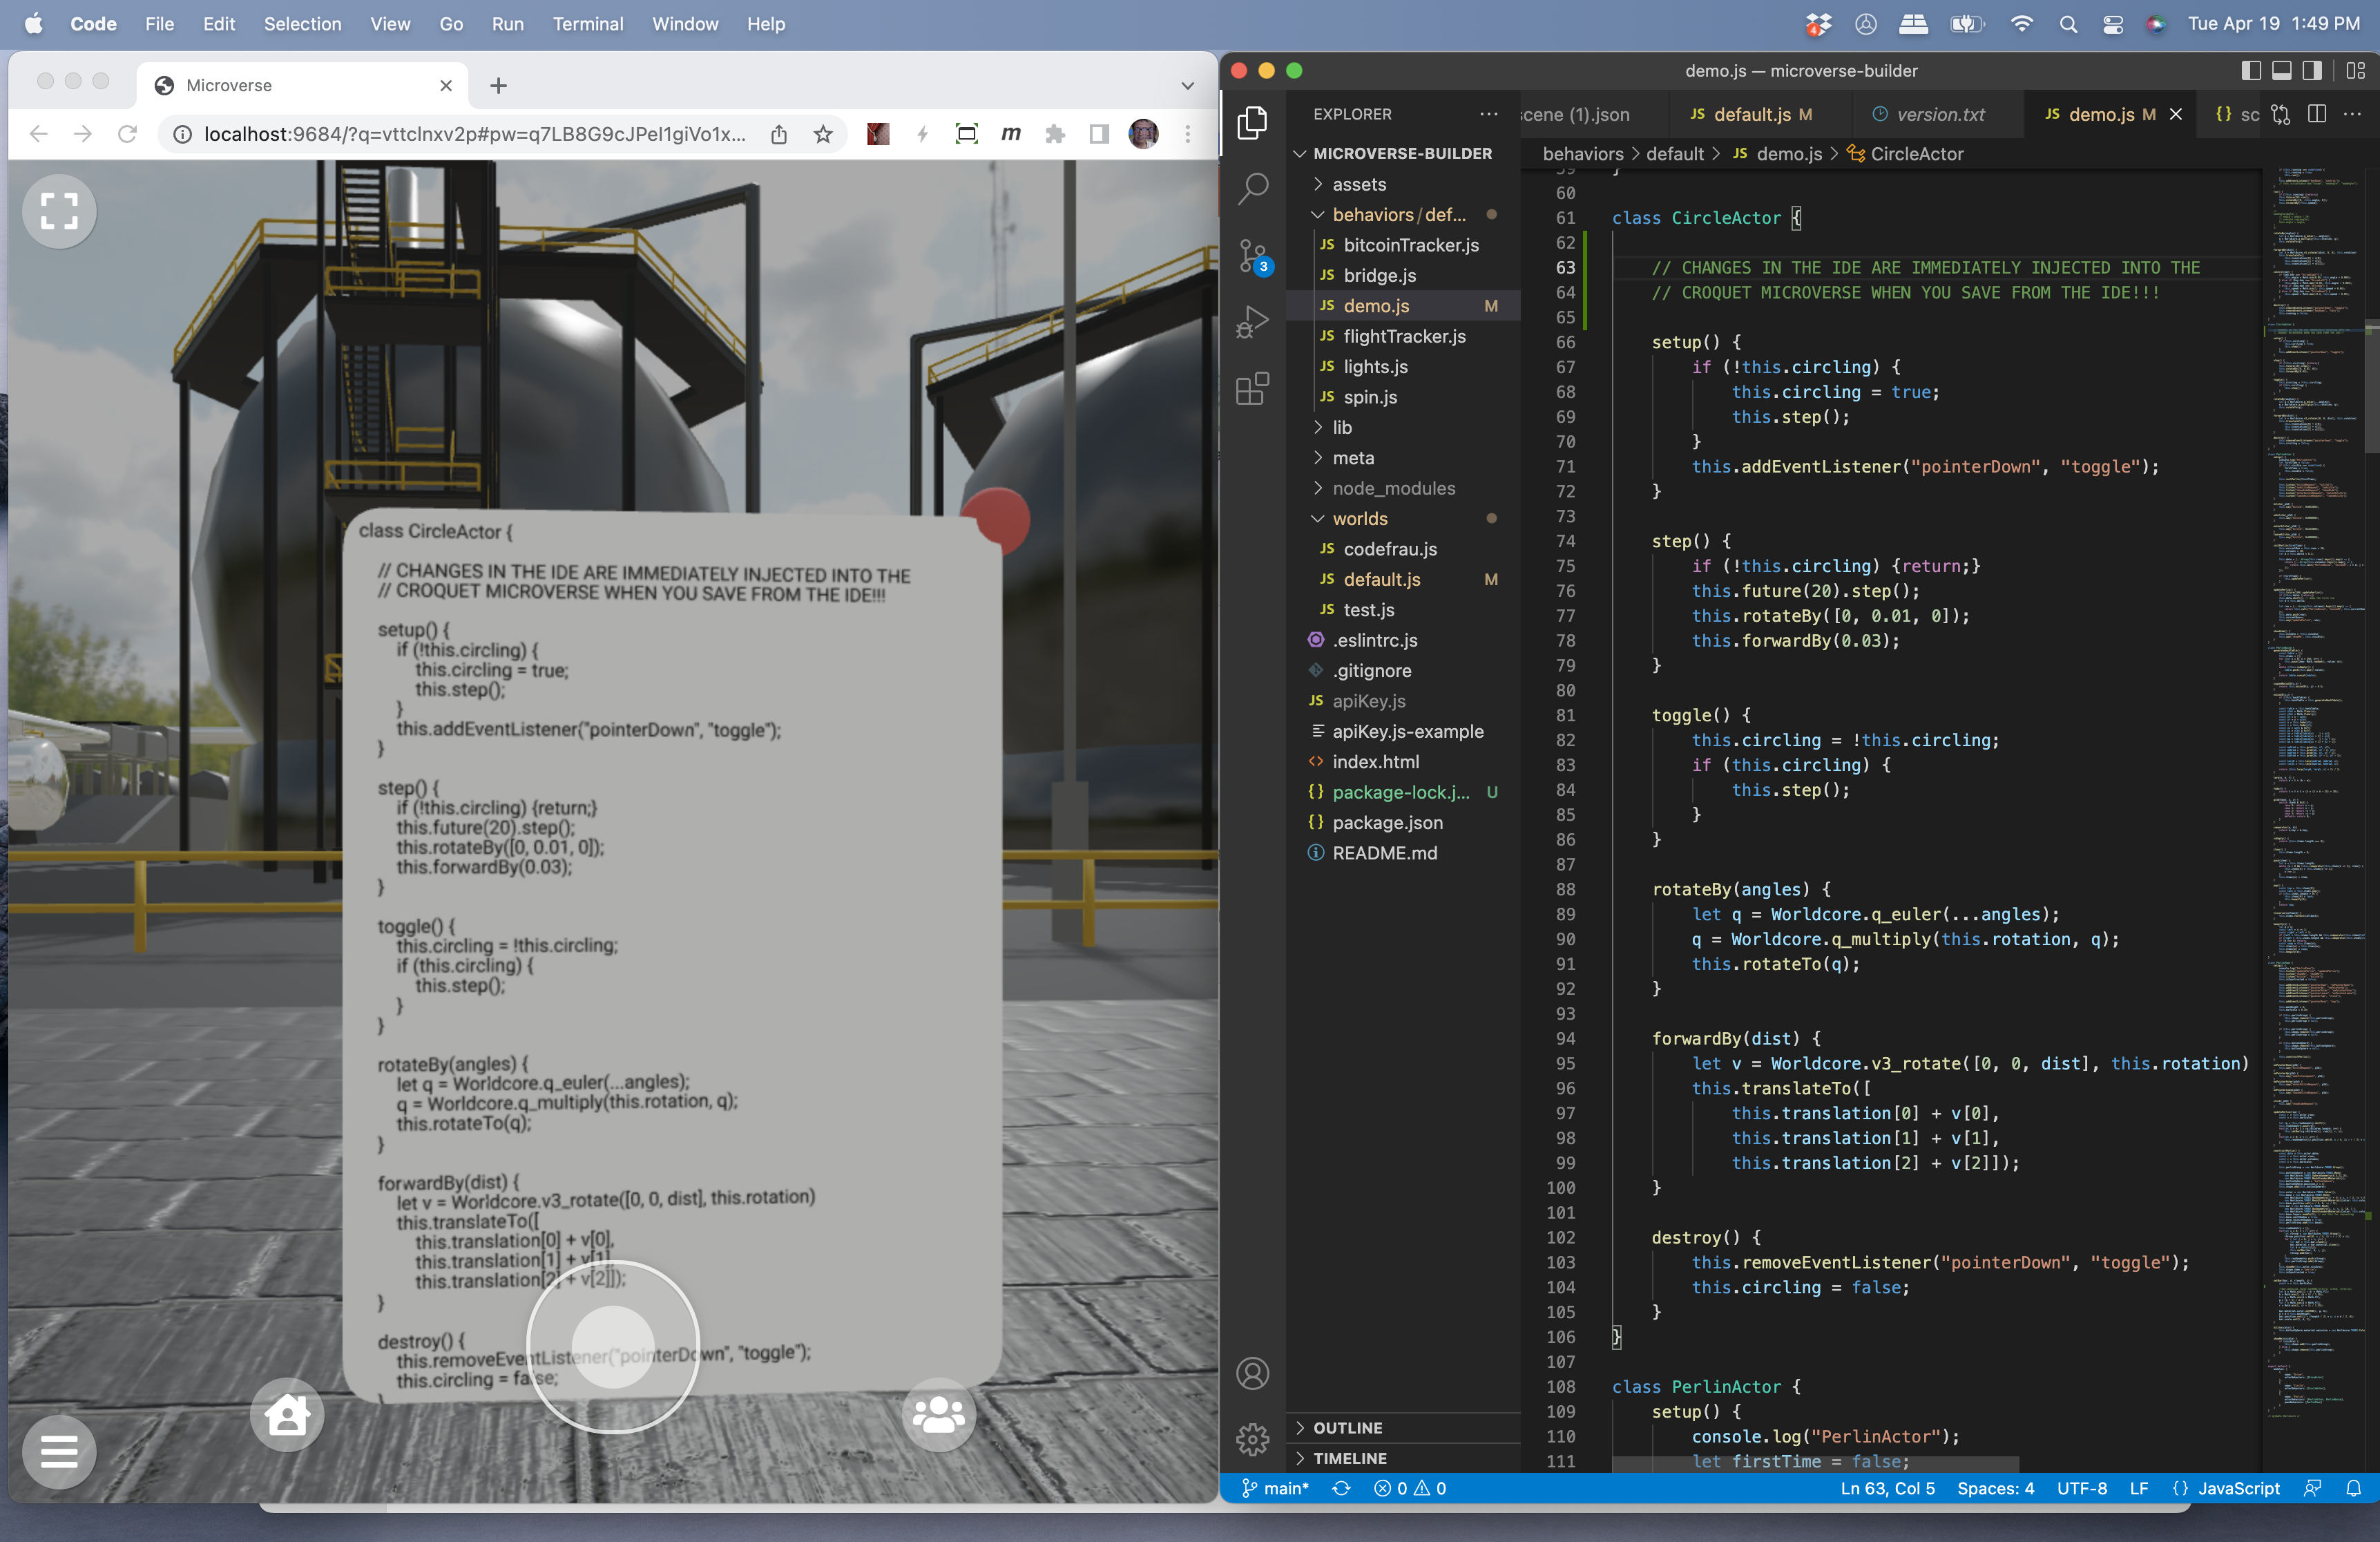 Code File Edit Selection View Go Run Terminal Window Help
4
Tue Apr 19 1:49 PM
Microverse
localhost:9684/?q=vttclnxv2p#pw=q7LB8G9cJPeI1giVo1x...
m
class CircleActor {
// CHANGES IN THE IDE ARE IMMEDIATELY INJECTED INTO THE
// CROQUET MICROVERSE WHEN YOU SAVE FROM THE IDE!!!
setup() {
if (!this.circling) {
this.circling = true;
this.step();
}
this.addEventListener("pointerDown", "toggle");
}
step() {
if (!this.circling) {return;}
this.future(20).step();
this.rotateBy([0, 0.01, 0]);
this.forwardBy(0.03);
}
toggle() {
this.circling = !this.circling;
if (this.circling) {
this.step();
}
}
rotateBy(angles) {
let q = Worldcore.q_euler(...angles);
q = Worldcore.q_multiply(this.rotation, q);
this.rotateTo(q);
}
forwardBy(dist) {
let v = Worldcore.v3_rotate([0, 0, dist], this.rotation)
this.translateTo([
this.translation[0] + v[0],
this.translation[1] + v[1],
this.translation[2] + v[2]]);
}
destroy() {
this.removeEventListener("pointerDown", "toggle");
this.circling = false;
}
demo.js — microverse-builder
EXPLORER ···
3
MICROVERSE-BUILDER
assets
behaviors/def...
JS bitcoinTracker.js
JS bridge.js
JS demo.js M
JS flightTracker.js
JS lights.js
JS spin.js
lib
meta
node_modules
worlds
JS codefrau.js
JS default.js M
JS test.js
.eslintrc.js
.gitignore
JS apiKey.js
apiKey.js-example
<> index.html
{} package-lock.j... U
{} package.json
README.md
OUTLINE
TIMELINE
scene (1).json JS default.js M version.txt JS demo.js M {} sc
behaviors > default > JS demo.js > CircleActor
59 }
60
61 class CircleActor {
62
63 // CHANGES IN THE IDE ARE IMMEDIATELY INJECTED INTO THE
64 // CROQUET MICROVERSE WHEN YOU SAVE FROM THE IDE!!!
65
66 setup() {
67 if (!this.circling) {
68 this.circling = true;
69 this.step();
70 }
71 this.addEventListener("pointerDown", "toggle");
72 }
73
74 step() {
75 if (!this.circling) {return;}
76 this.future(20).step();
77 this.rotateBy([0, 0.01, 0]);
78 this.forwardBy(0.03);
79 }
80
81 toggle() {
82 this.circling = !this.circling;
83 if (this.circling) {
84 this.step();
85 }
86 }
87
88 rotateBy(angles) {
89 let q = Worldcore.q_euler(...angles);
90 q = Worldcore.q_multiply(this.rotation, q);
91 this.rotateTo(q);
92 }
93
94 forwardBy(dist) {
95 let v = Worldcore.v3_rotate([0, 0, dist], this.rotation)
96 this.translateTo([
97 this.translation[0] + v[0],
98 this.translation[1] + v[1],
99 this.translation[2] + v[2]]);
100 }
101
102 destroy() {
103 this.removeEventListener("pointerDown", "toggle");
104 this.circling = false;
105 }
106 }
107
108 class PerlinActor {
109 setup() {
110 console.log("PerlinActor");
111 let firstTime = false;
main* 0 0 Ln 63, Col 5 Spaces: 4 UTF-8 LF {} JavaScript